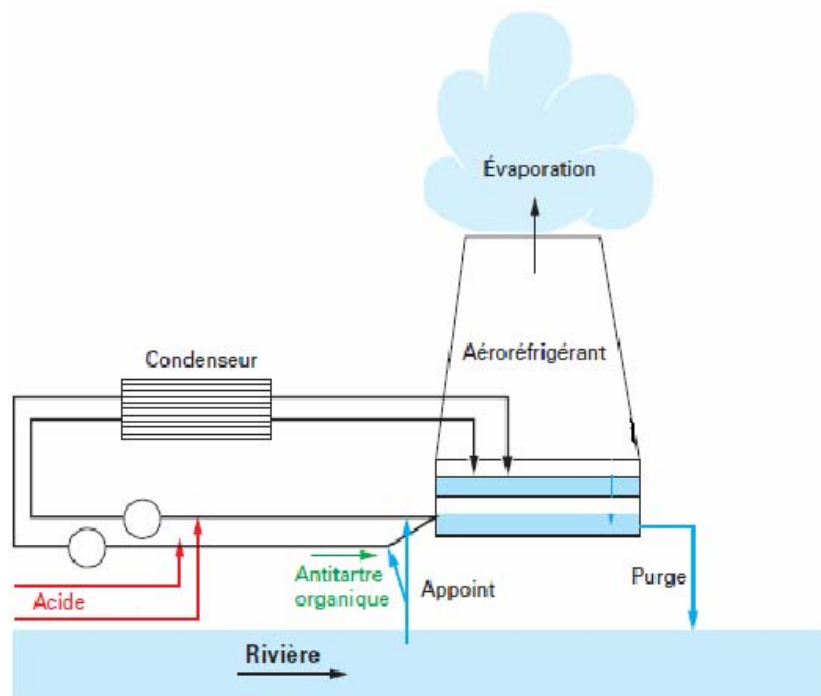 Évaporation
Condenseur
Aéroréfrigérant
Antitartre
organique
Appoint
Purge
Acide
Rivière